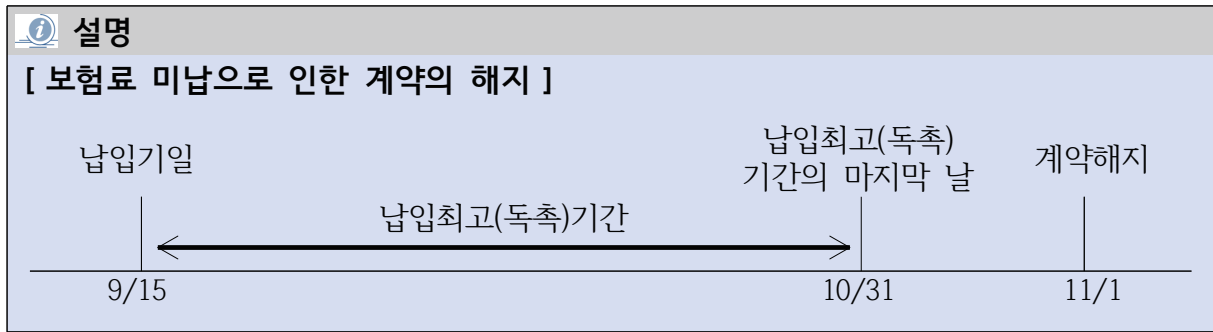 설명
[ 보험료 미납으로 인한 계약의 해지 ]
납입기일
납입최고(독촉)
기간의 마지막 날
계약해지
납입최고(독촉)기간
9/15
10/31
11/1